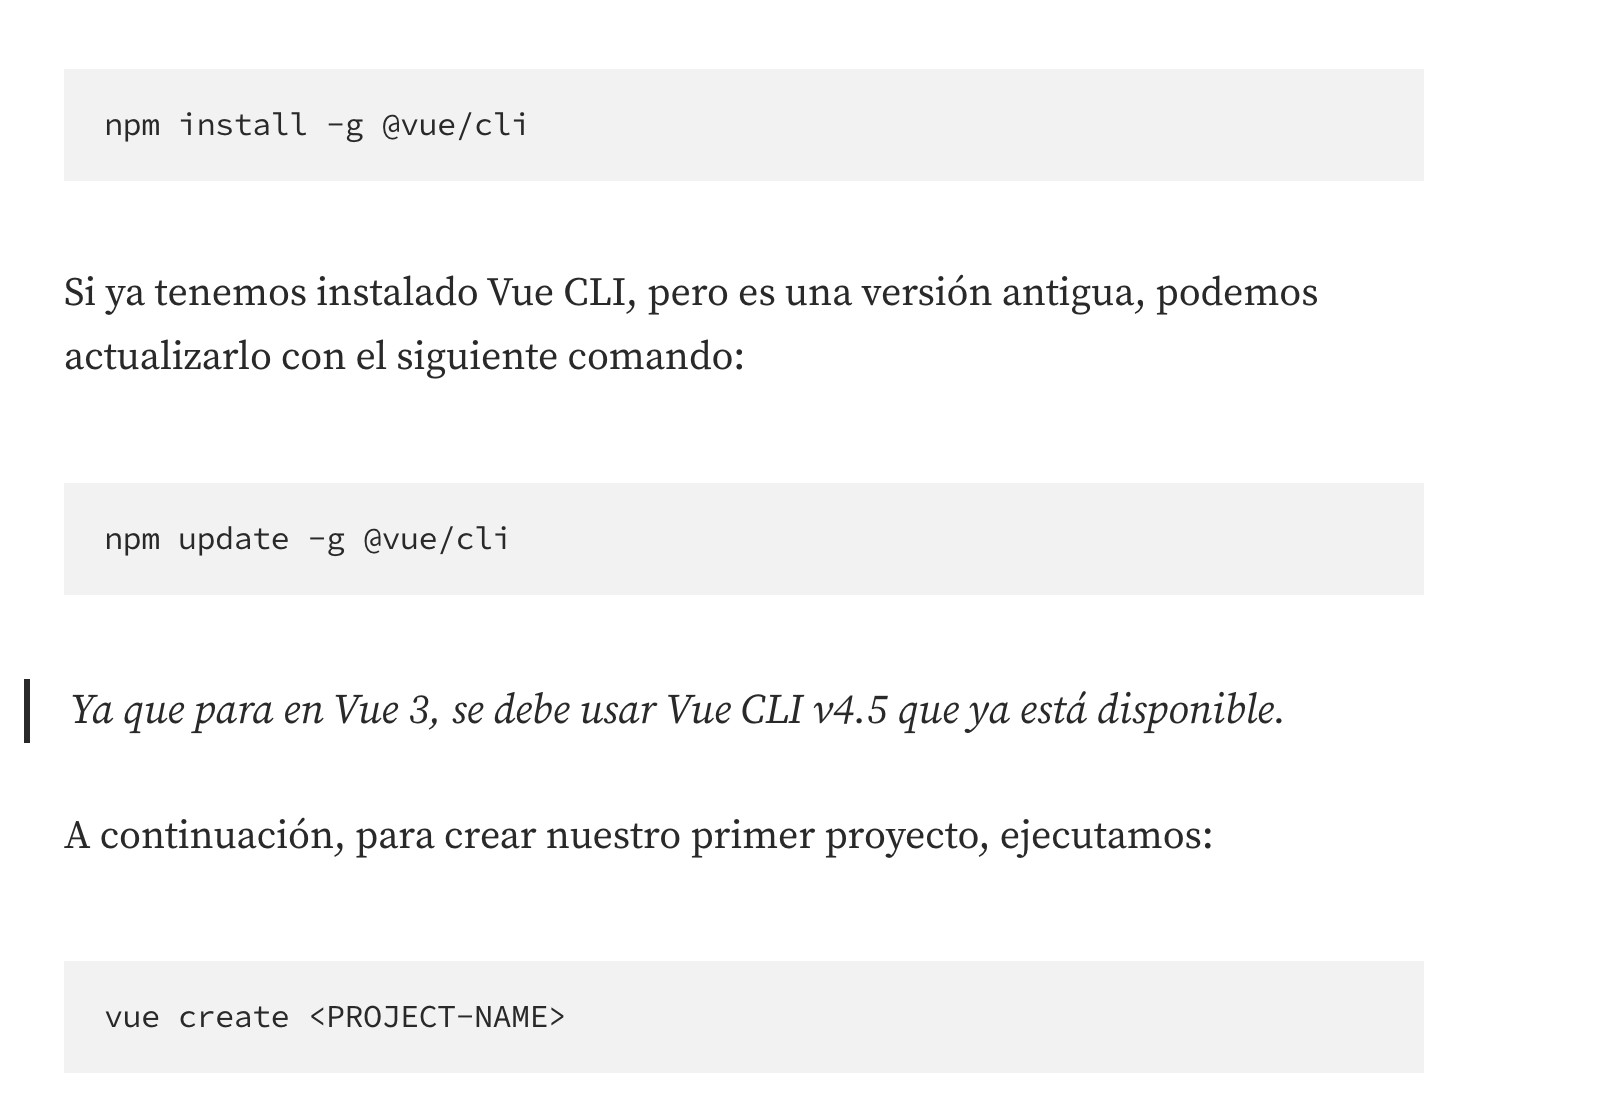 npm install -g @vue/cli
Si ya tenemos instalado Vue CLI, pero es una versión antigua, podemos
actualizarlo con el siguiente comando:
npm update -g @vue/cli
Ya que para en Vue 3, se debe usar Vue CLI v4.5 que ya está disponible.
A continuación, para crear nuestro primer proyecto, ejecutamos:
vue create <PROJECT-NAME>